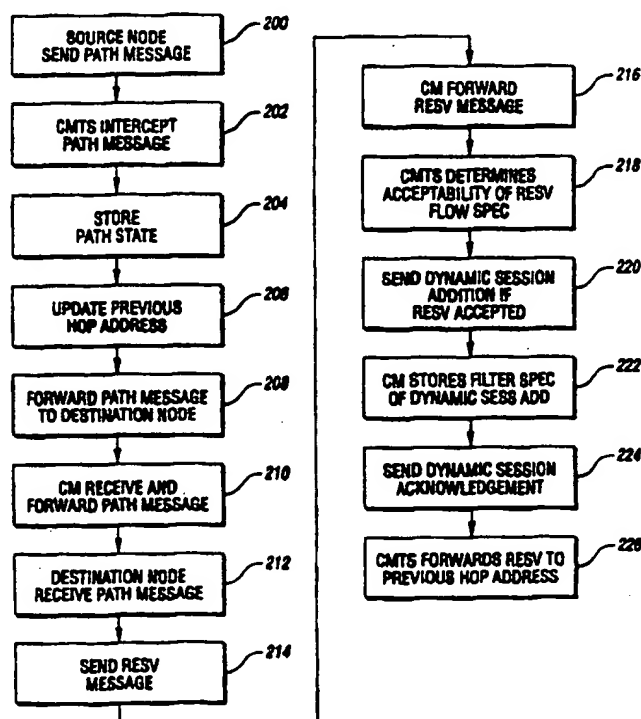 SOURCE NODE
SEND PATH MESSAGE
200
CMTS INTERCEPT
PATH MESSAGE
202
STORE
PATH STATE
204
UPDATE PREVIOUS
HOP ADDRESS
206
FORWARD PATH MESSAGE
TO DESTINATION NODE
208
CM RECEIVE AND
FORWARD PATH MESSAGE
210
DESTINATION NODE
RECEIVE PATH MESSAGE
212
SEND RESV
MESSAGE
214
CM FORWARD
RESV MESSAGE
216
CMTS DETERMINES
ACCEPTABILITY OF RESV
FLOW SPEC
218
SEND DYNAMIC SESSION
ADDITION IF
RESV ACCEPTED
220
CM STORES FILTER SPEC
OF DYNAMIC SESS ADD
222
SEND DYNAMIC SESSION
ACKNOWLEDGEMENT
224
CMTS FORWARDS RESV TO
PREVIOUS HOP ADDRESS
226